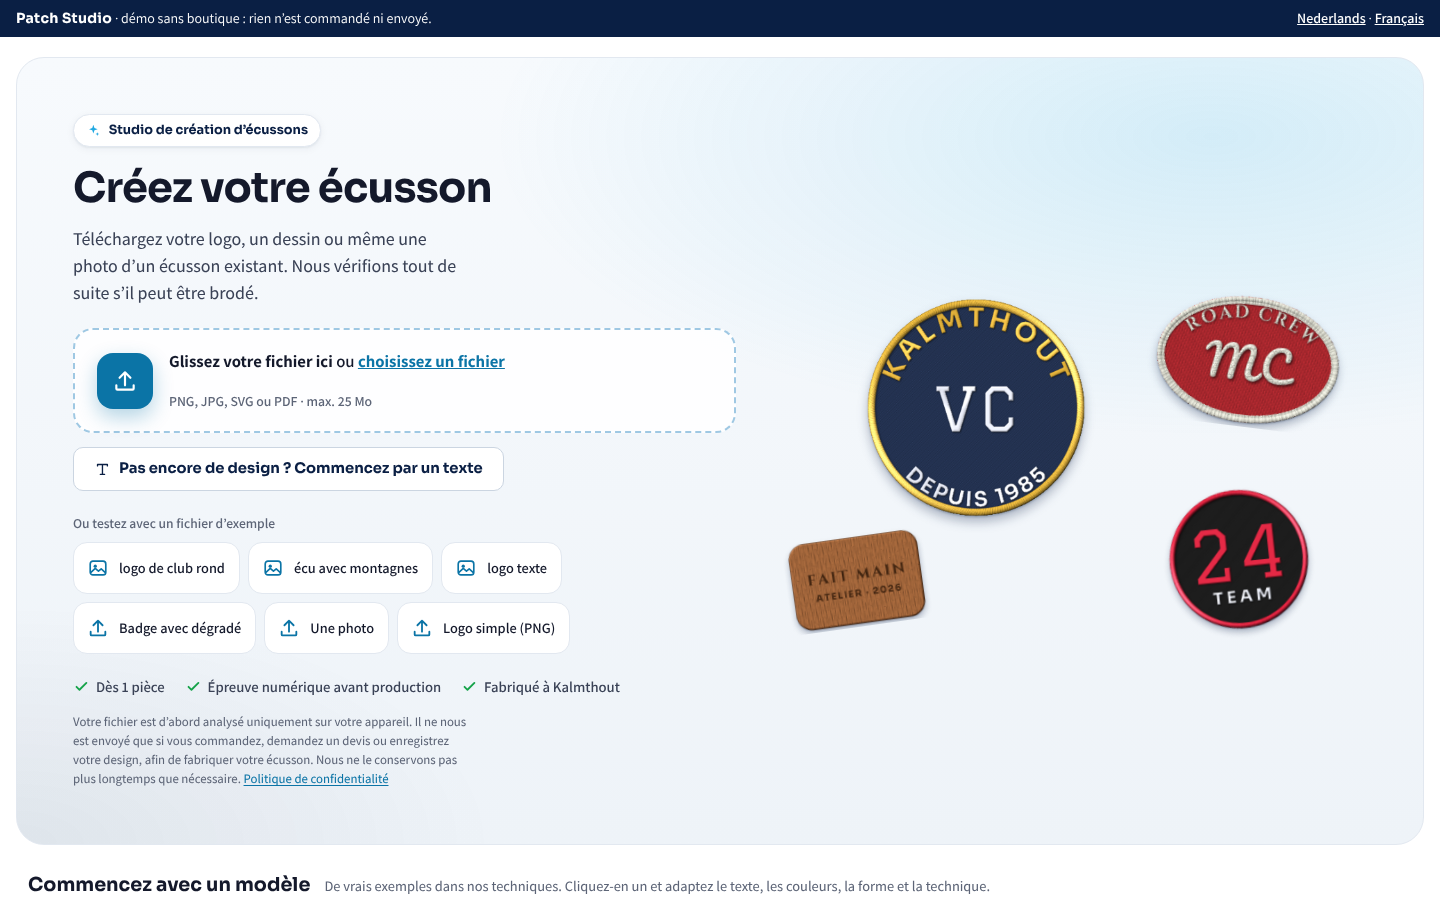 Patch Studio · démo sans boutique : rien n’est commandé ni envoyé.
Nederlands · Français
Studio de création d’écussons
Créez votre écusson
Téléchargez votre logo, un dessin ou même une
photo d’un écusson existant. Nous vérifions tout de
suite s’il peut être brodé.
Glissez votre fichier ici ou choisissez un fichier
PNG, JPG, SVG ou PDF · max. 25 Mo
Pas encore de design ? Commencez par un texte
Ou testez avec un fichier d’exemple
logo de club rond
écu avec montagnes
logo texte
Badge avec dégradé
Une photo
Logo simple (PNG)
Dès 1 pièce
Épreuve numérique avant production
Fabriqué à Kalmthout
Votre fichier est d’abord analysé uniquement sur votre appareil. Il ne nous
est envoyé que si vous commandez, demandez un devis ou enregistrez
votre design, afin de fabriquer votre écusson. Nous ne le conservons pas
plus longtemps que nécessaire. Politique de confidentialité
KALMTHOUT
VC
DEPUIS 1985
ROAD CREW
mc
FAIT MAIN
ATELIER · 2026
24
TEAM
Commencez avec un modèle
De vrais exemples dans nos techniques. Cliquez-en un et adaptez le texte, les couleurs, la forme et la technique.